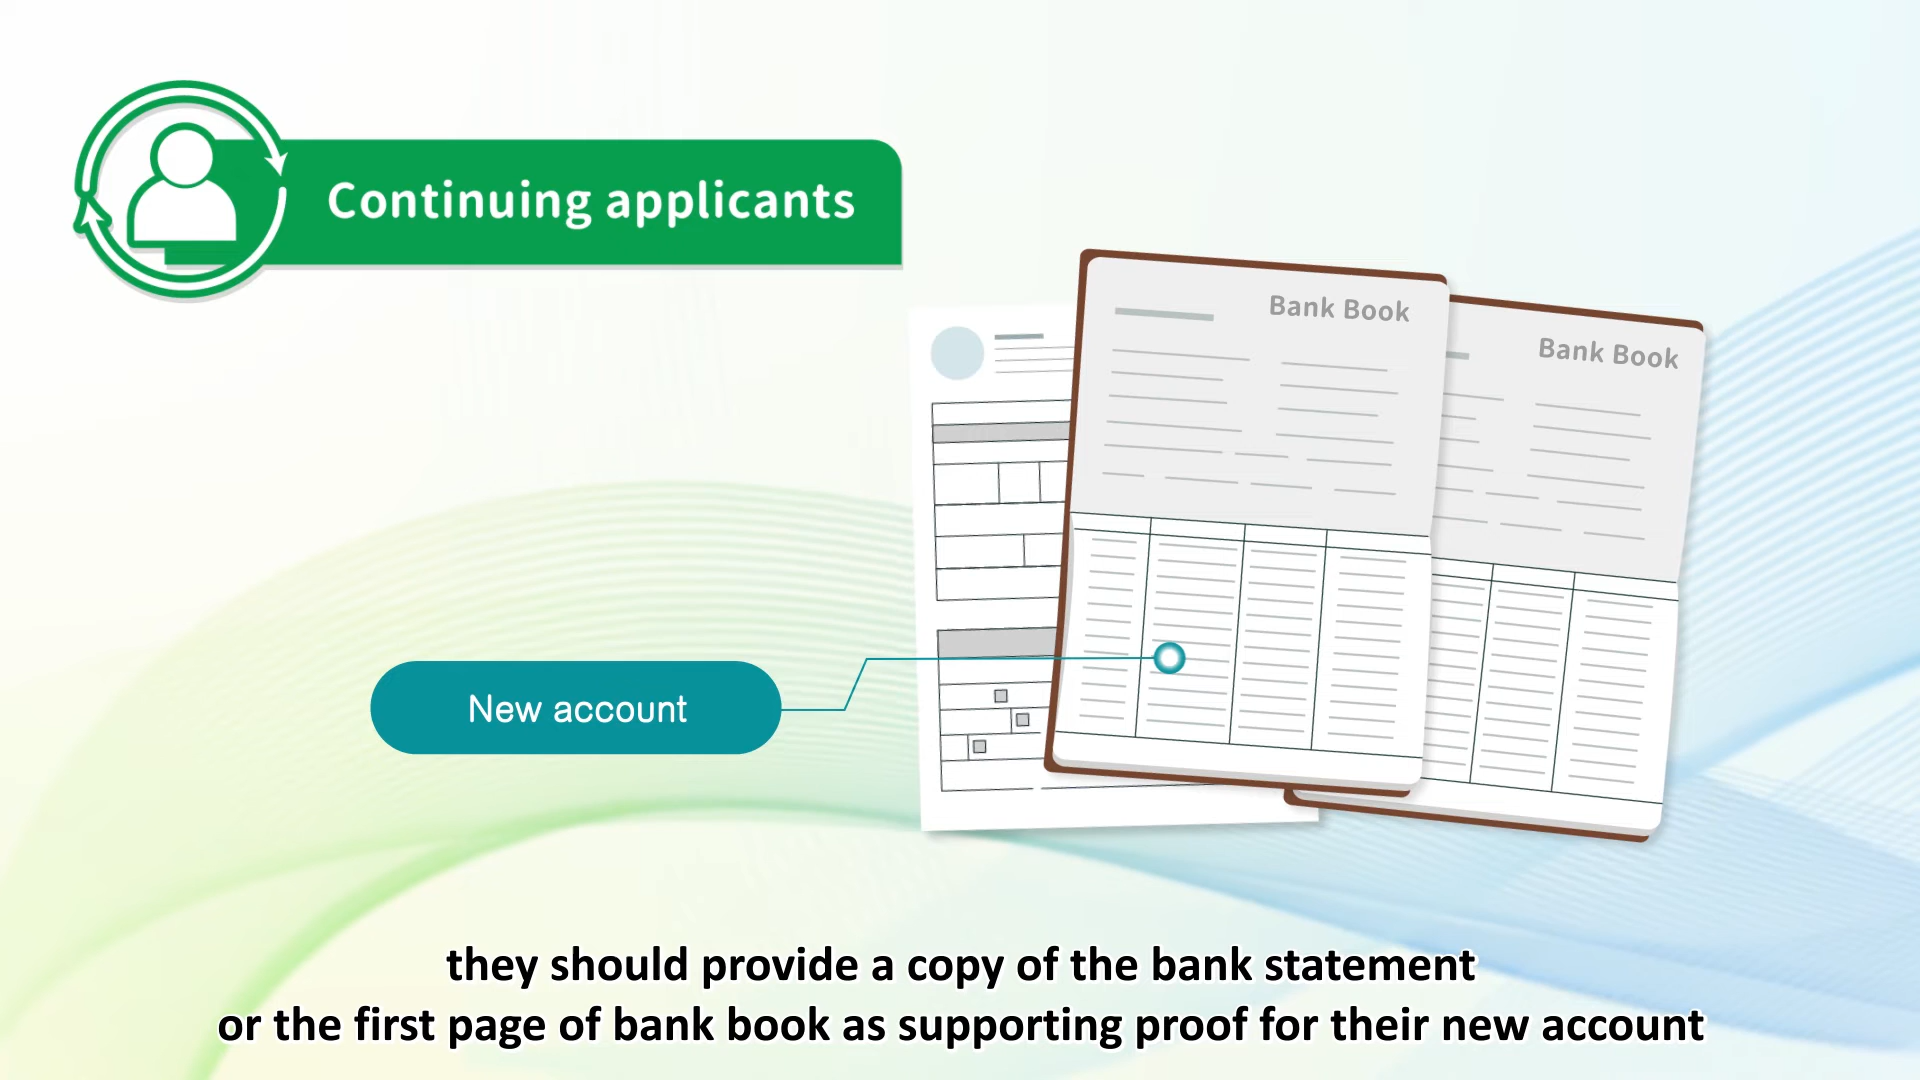 Continuing applicants
Bank Book
Bank Book
New account
they should provide a copy of the bank statement
or the first page of bank book as supporting proof for their new account